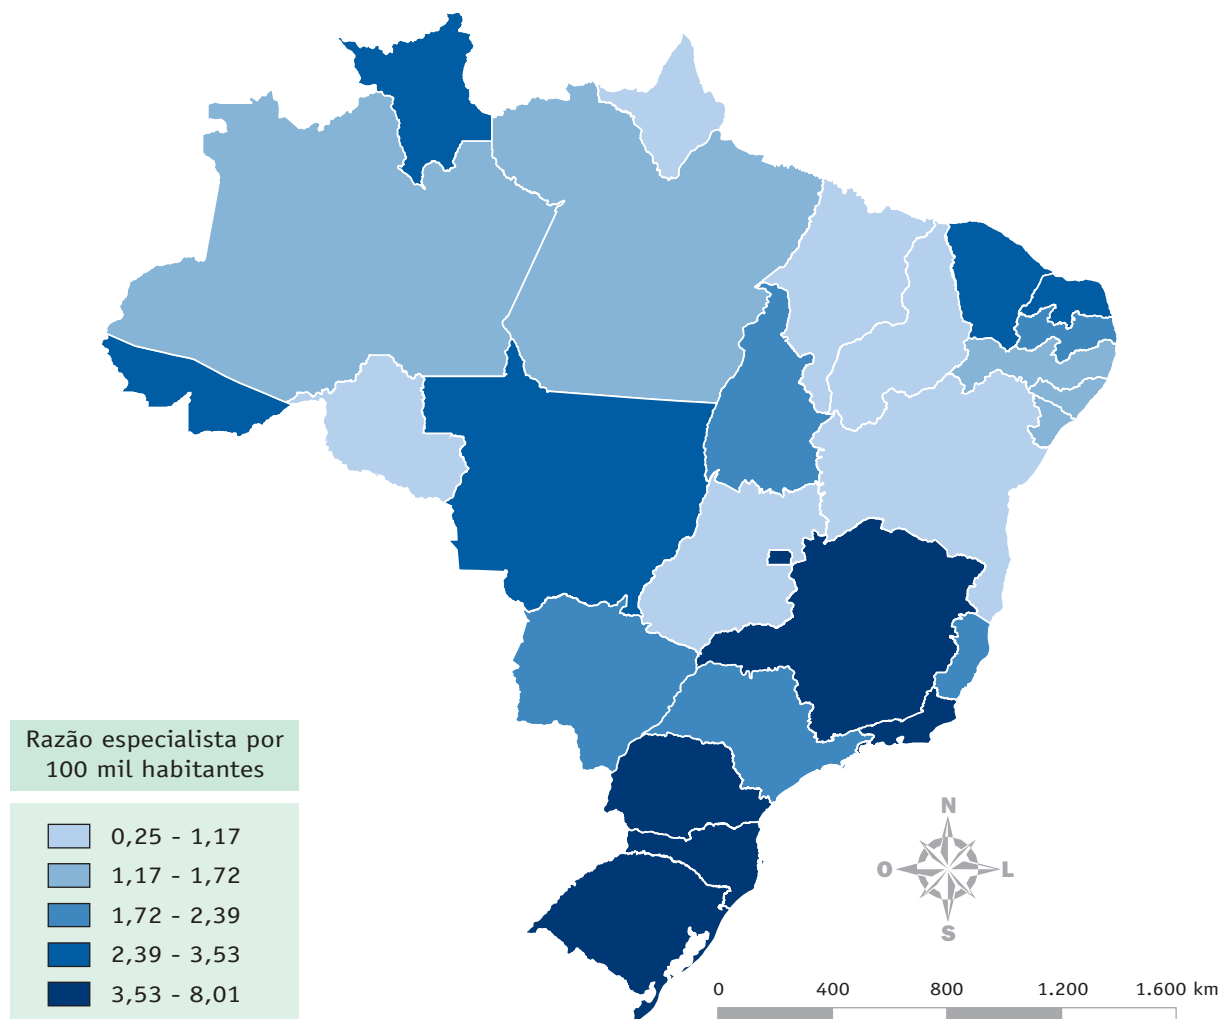 Razão especialista por
100 mil habitantes
0,25 - 1,17
1,17 - 1,72
1,72 - 2,39
2,39 - 3,53
3,53 - 8,01
N
O
L
S
0 400 800 1.200 1.600 km